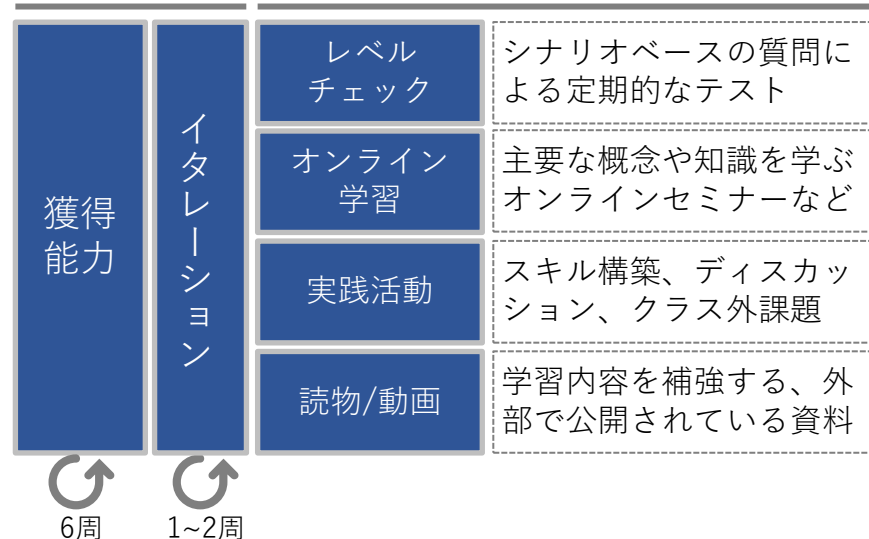 獲得
能力
イタレーション
レベル
チェック
シナリオベースの質問に
よる定期的なテスト
オンライン
学習
主要な概念や知識を学ぶ
オンラインセミナーなど
実践活動
スキル構築、ディスカッ
ション、クラス外課題
読物/動画
学習内容を補強する、外
部で公開されている資料
6周
1~2周